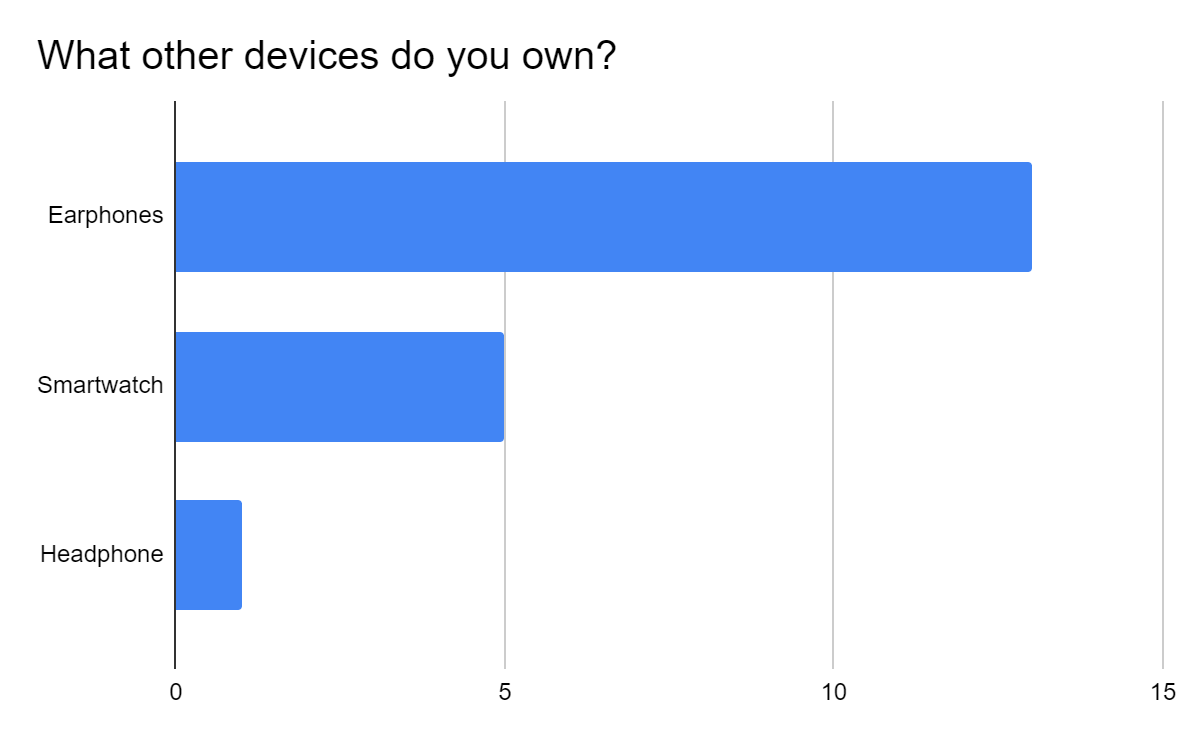 What other devices do you own?
Earphones
Smartwatch
Headphone
0 5 10 15